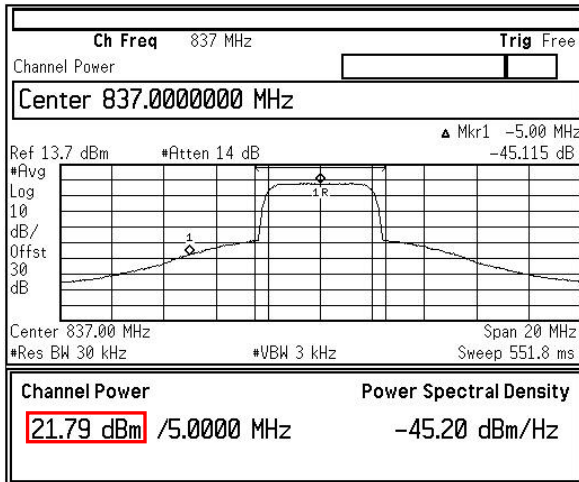 Ch Freq 837 MHz Trig Free
Channel Power
Center 837.0000000 MHz
Δ Mkr1 -5.00 MHz
Ref 13.7 dBm #Atten 14 dB -45.115 dB
#Avg
Log
10
dB/
Offst
30
dB
1R
1
Center 837.00 MHz Span 20 MHz
#Res BW 30 kHz #VBW 3 kHz Sweep 551.8 ms
Channel Power Power Spectral Density
21.79 dBm /5.0000 MHz -45.20 dBm/Hz